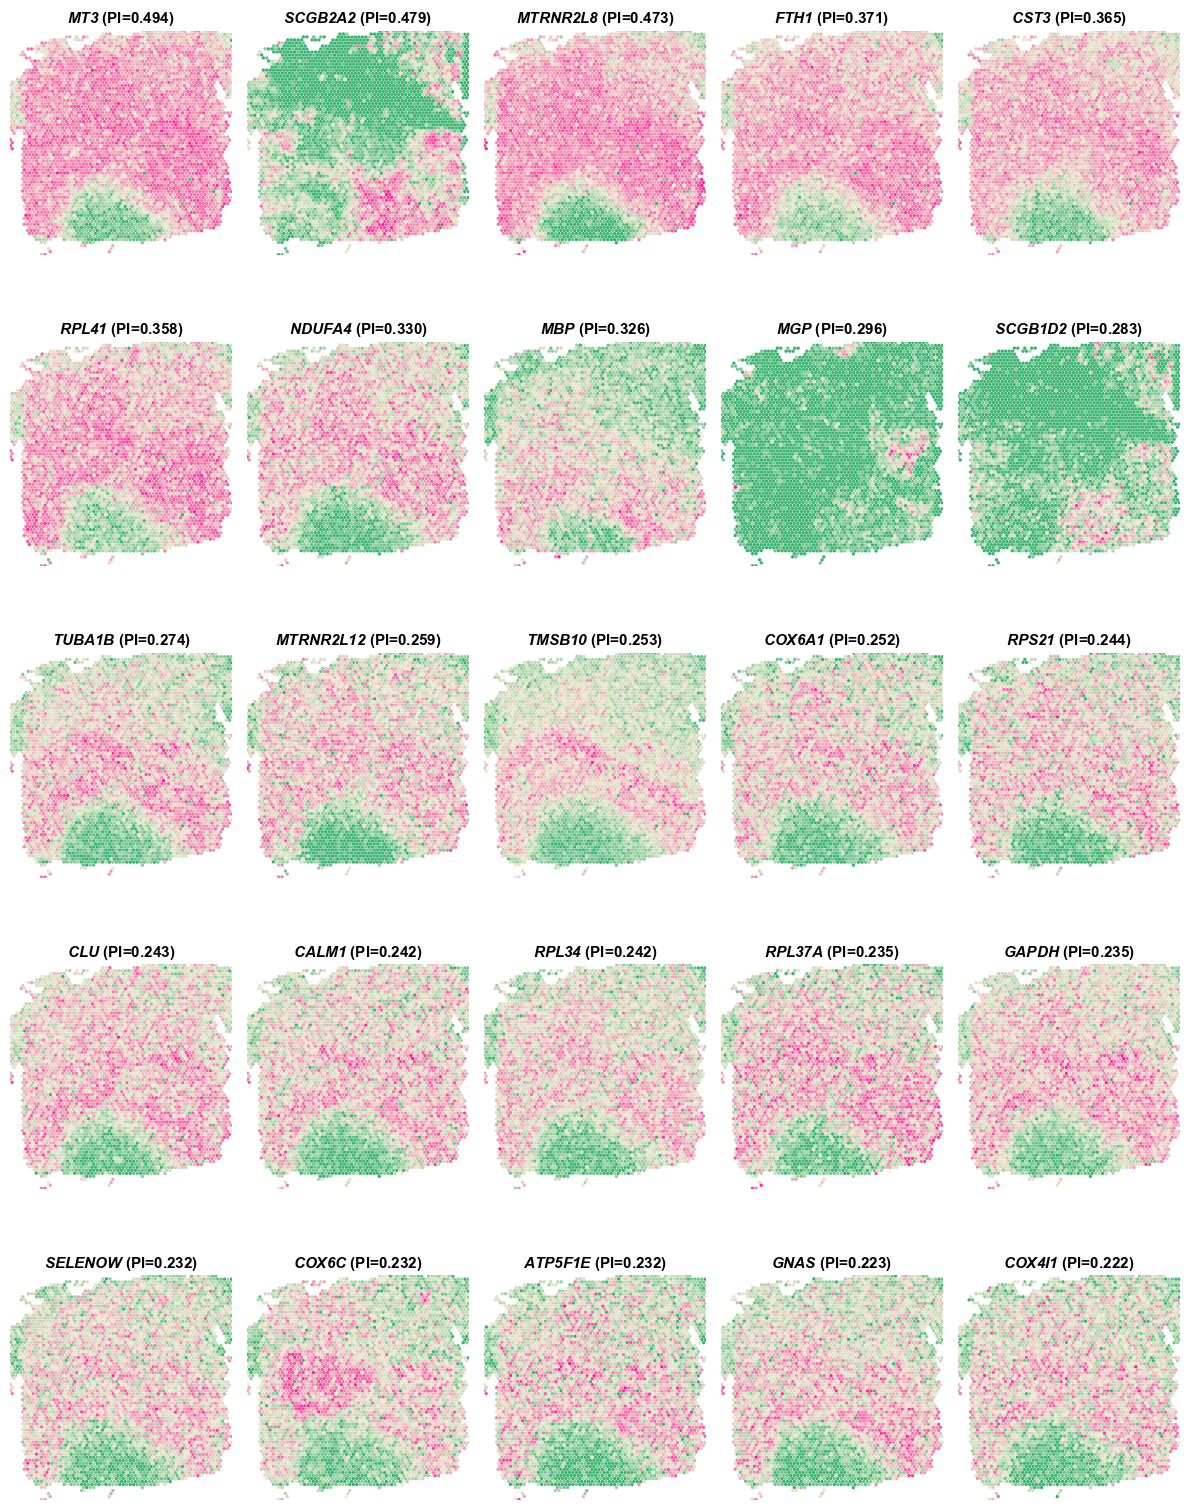 MT3 (PI=0.494) SCGB2A2 (PI=0.479) MTRNR2L8 (PI=0.473) FTH1 (PI=0.371) CST3 (PI=0.365)
RPL41 (PI=0.358) NDUFA4 (PI=0.330) MBP (PI=0.326) MGP (PI=0.296) SCGB1D2 (PI=0.283)
TUBA1B (PI=0.274) MTRNR2L12 (PI=0.259) TMSB10 (PI=0.253) COX6A1 (PI=0.252) RPS21 (PI=0.244)
CLU (PI=0.243) CALM1 (PI=0.242) RPL34 (PI=0.242) RPL37A (PI=0.235) GAPDH (PI=0.235)
SELENOW (PI=0.232) COX6C (PI=0.232) ATP5F1E (PI=0.232) GNAS (PI=0.223) COX4I1 (PI=0.222)